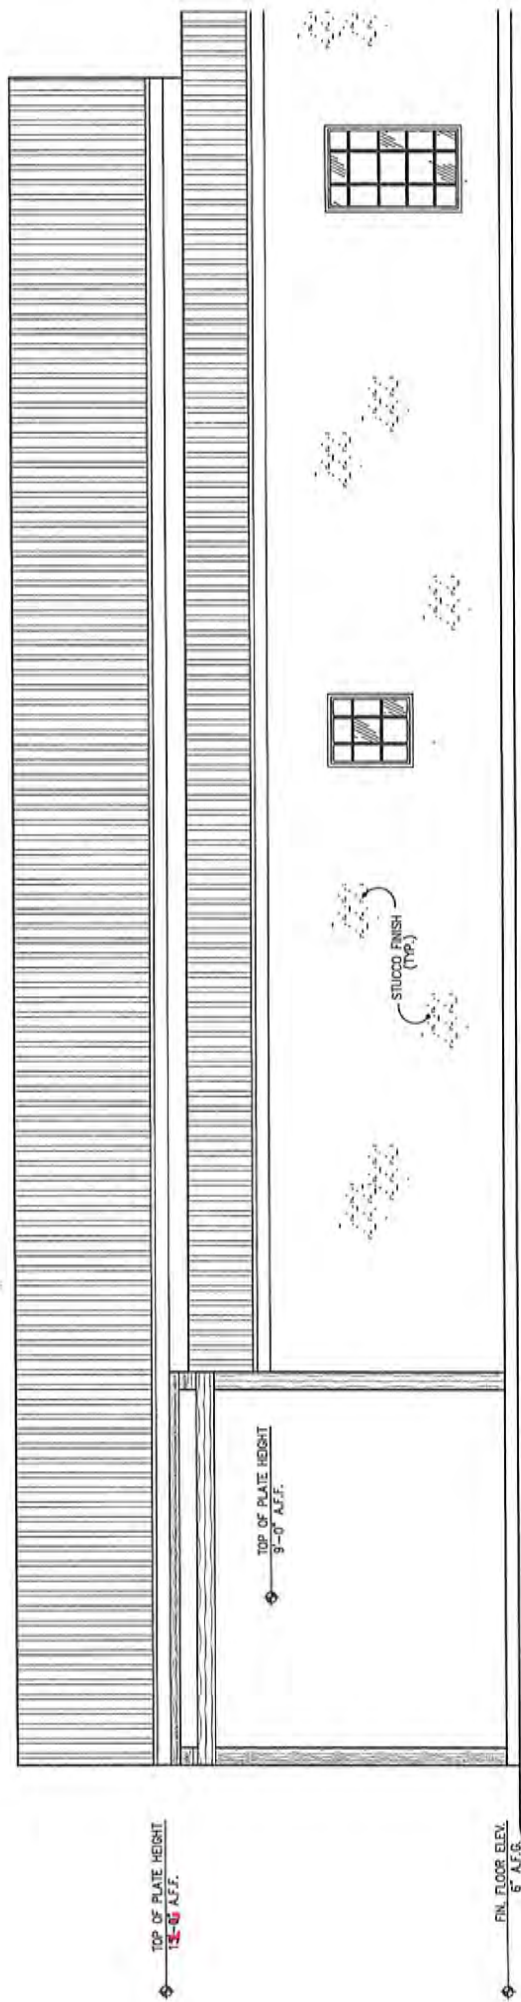 TOP OF PLATE HEIGHT
A.F.F.
FIN. FLOOR ELEV.
6" A.F.G.
TOP OF PLATE HEIGHT
9'-0" A.F.F.
STUCCO FINISH
(TYP.)